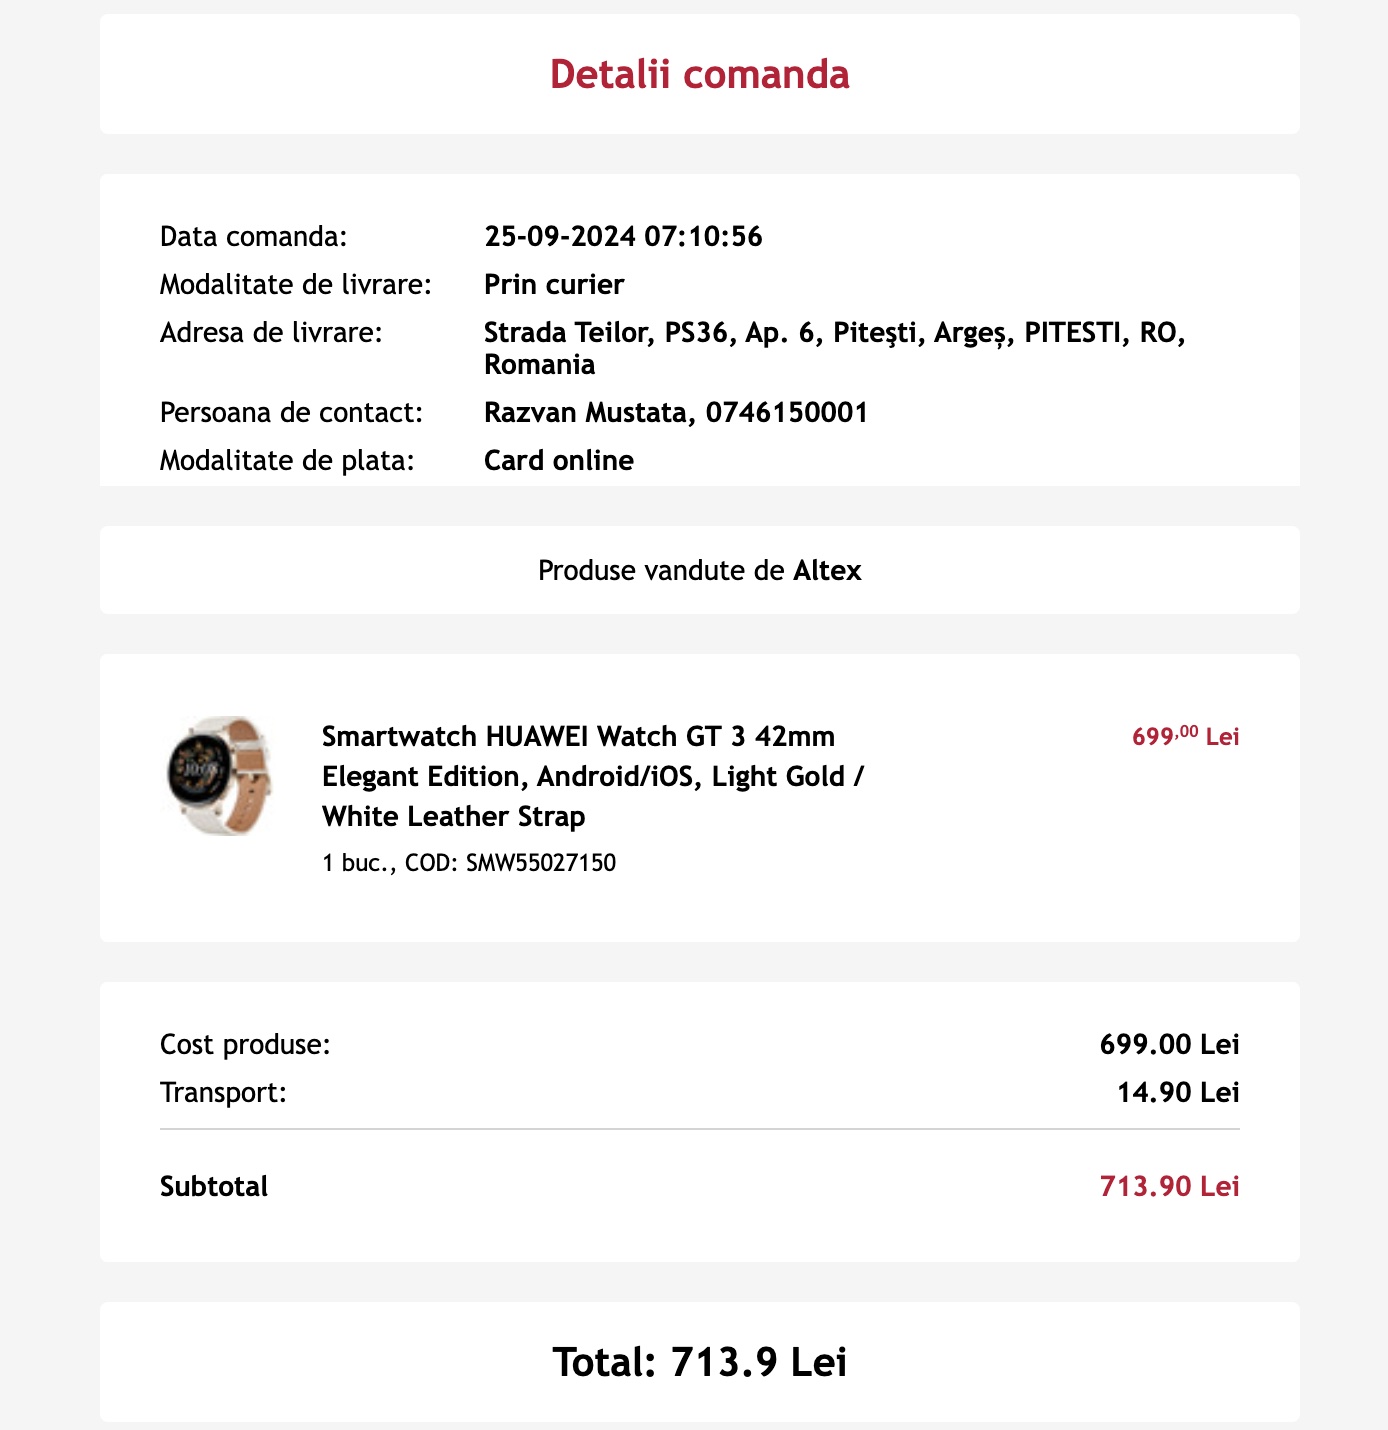 Detalii comanda
Data comanda: 25-09-2024 07:10:56
Modalitate de livrare: Prin curier
Adresa de livrare: Strada Teilor, PS36, Ap. 6, Piteşti, Argeș, PITESTI, RO,
Romania
Persoana de contact: Razvan Mustata, 0746150001
Modalitate de plata: Card online
Produse vandute de Altex
Smartwatch HUAWEI Watch GT 3 42mm 699,00 Lei
Elegant Edition, Android/iOS, Light Gold /
White Leather Strap
1 buc., COD: SMW55027150
Cost produse: 699.00 Lei
Transport: 14.90 Lei
Subtotal 713.90 Lei
Total: 713.9 Lei